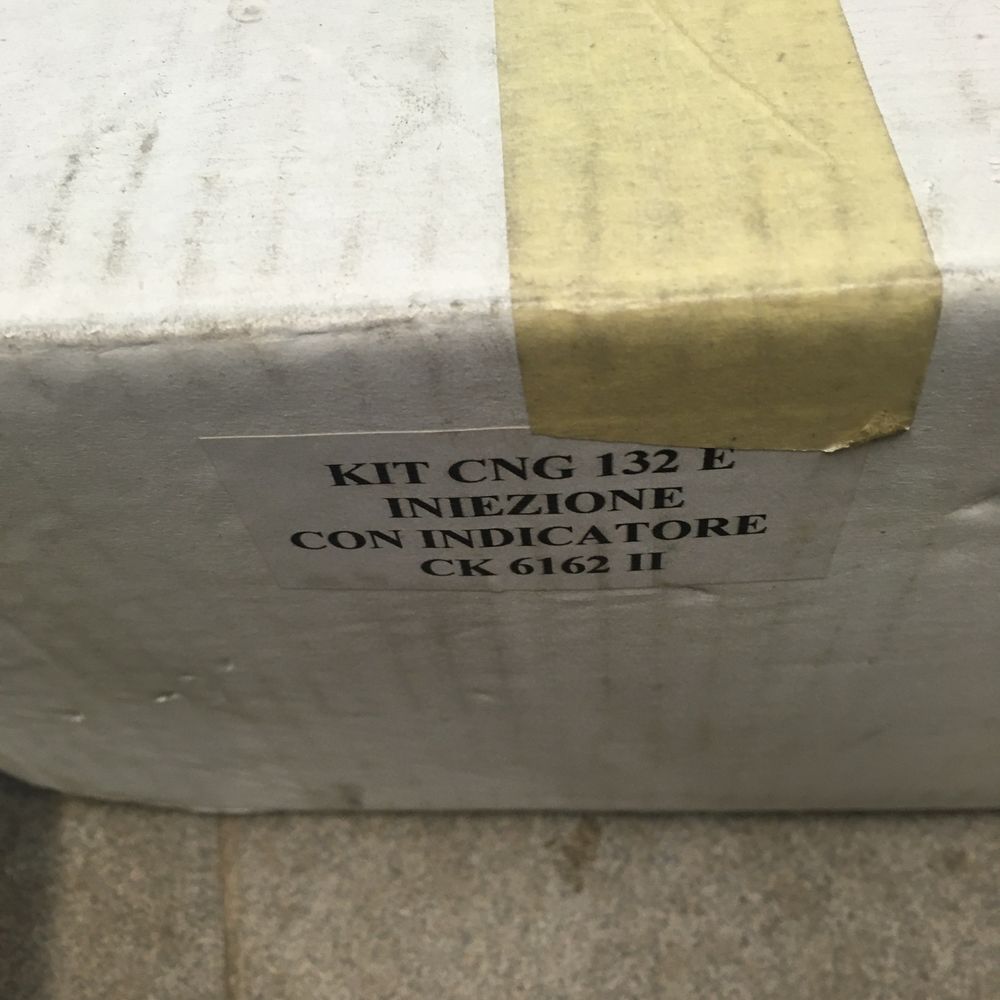 KIT CNG 132 E
INIEZIONE
CON INDICATORE
CK 6162 II